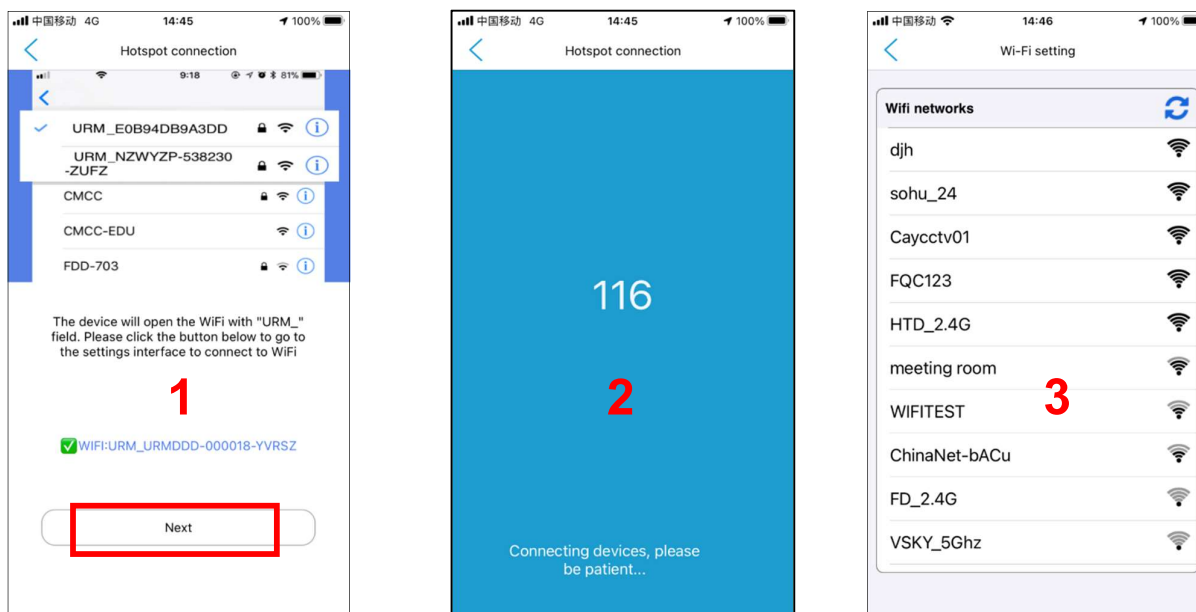 中国移动 4G 14:45 100%
Hotspot connection
9:18 81%
URM_E0B94DB9A3DD
URM_NZWYZP-538230
-ZUFZ
CMCC
CMCC-EDU
FDD-703
The device will open the WiFi with "URM_"
field. Please click the button below to go to
the settings interface to connect to WiFi
1
WIFI:URM_URMDDD-000018-YVRSZ
Next
中国移动 4G 14:45 100%
Hotspot connection
116
2
Connecting devices, please
be patient...
中国移动 14:46 100%
Wi-Fi setting
Wifi networks
djh
sohu_24
Caycctv01
FQC123
HTD_2.4G
meeting room
3
WIFITEST
ChinaNet-bACu
FD_2.4G
VSKY_5Ghz